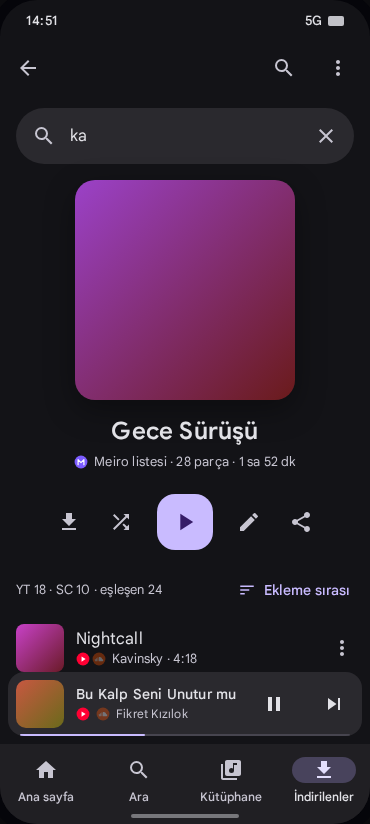 14:51
5G
ka
Gece Sürüşü
Meiro listesi · 28 parça · 1 sa 52 dk
YT 18 · SC 10 · eşleşen 24
Ekleme sırası
Nightcall
Kavinsky · 4:18
Bu Kalp Seni Unutur mu
Fikret Kızılok
Ana sayfa
Ara
Kütüphane
İndirilenler